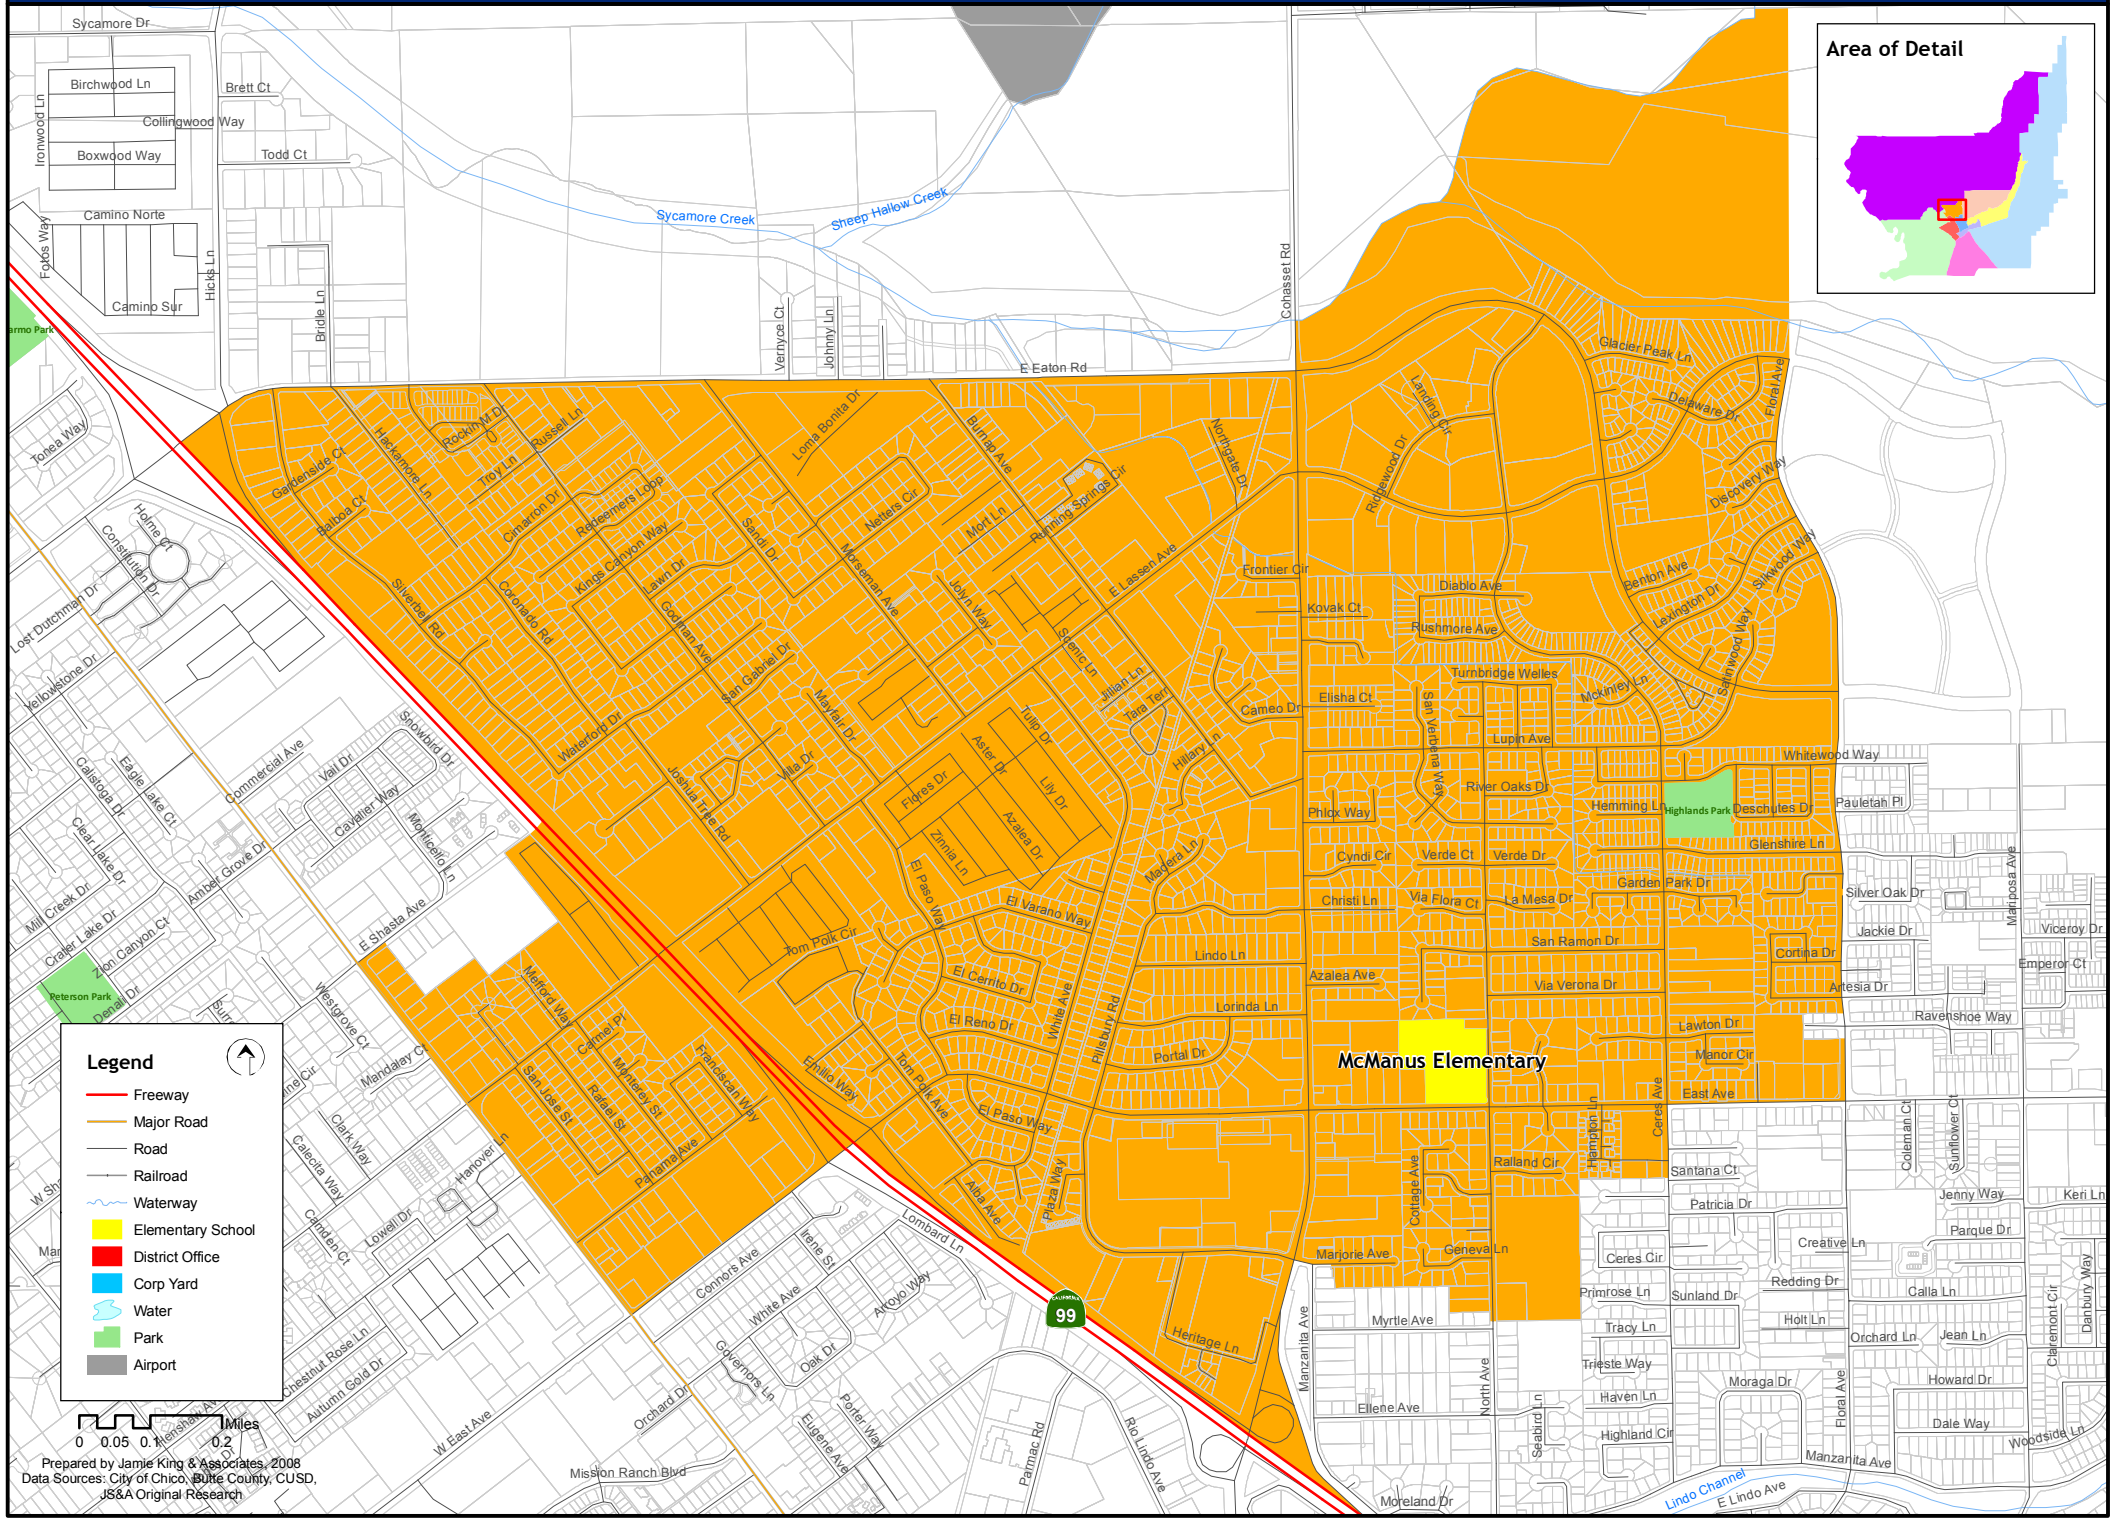 Sycamore Dr
Birchwood Ln
Brett Ct
Ironwood Ln
Collingwood Way
Boxwood Way
Todd Ct
Camino Norte
Fotos Way
Hicks Ln
Camino Sur
Bridle Ln
armo Park
Sycamore Creek
Sheep Hallow Creek
Vernyce Ct
Johnny Ln
E Eaton Rd
Cohasset Rd
Area of Detail
Glacier Peak Ln
Delaware Dr
Floral Ave
Landing Cir
Ridgewood Dr
Northgate Dr
Discovery Way
Silkwood Way
Benton Ave
Lexington Dr
Satinwood Way
Tonea Way
Gardenside Ct
Balboa Ct
Hackamore Ln
Rockin M Dr
Russell Ln
Troy Ln
Cimarron Dr
Redeemers Loop
Kings Canyon Way
Lawn Dr
Loma Bonita Dr
Netters Cir
Sandi Dr
Burnap Ave
Mort Ln
Running Springs Cir
E Lassen Ave
Morseman Ave
Jolyn Way
Scenic Ln
Jillian Ln
Tara Terr
Hillary Ln
Frontier Cir
Kovak Ct
Diablo Ave
Rushmore Ave
Turnbridge Welles
Mckinley Ln
Elisha Ct
Cameo Dr
San Verbena Way
Lupin Ave
Whitewood Way
River Oaks Dr
Hemming Ln
Highlands Park
Deschutes Dr
Pauletah Pl
Phlox Way
Glenshire Ln
Cyndi Cir
Verde Ct
Verde Dr
Garden Park Dr
Silver Oak Dr
Mariposa Ave
Christi Ln
Via Flora Ct
La Mesa Dr
Jackie Dr
Viceroy Dr
San Ramon Dr
Cortina Dr
Emperor Ct
Azalea Ave
Via Verona Dr
Artesia Dr
Ravenshoe Way
Lawton Dr
Manor Cir
East Ave
McManus Elementary
Holme Ct
Constitution Dr
Lost Dutchman Dr
Yellowstone Dr
Silverbell Rd
Coronado Rd
Godman Ave
San Gabriel Dr
Waterford Dr
Mayfair Dr
Villa Dr
Joshua Tree Rd
Tulip Dr
Aster Dr
Lily Dr
Flores Dr
Azalea Dr
Zinnia Ln
Madera Ln
El Paso Way
El Varano Way
Tom Polk Cir
El Cerrito Dr
El Reno Dr
White Ave
Pillsbury Rd
Lindo Ln
Lorinda Ln
Portal Dr
Snowbird Dr
Commercial Ave
Vail Dr
Cavalier Way
Monticello Ln
Eagle Lake Ct
Calistoga Dr
Clear Lake Dr
Amber Grove Dr
Mill Creek Dr
Crater Lake Dr
Zion Canyon Ct
Peterson Park
Denali Dr
E Shasta Ave
Westgrove Ct
Mandalay Ct
Mefford Way
Carmel Pl
Monterey St
Rafael St
San Jose St
Franciscan Way
Panama Ave
Emilio Way
Tom Polk Ave
El Paso Way
Alba Ave
Plaza Way
Clark Way
Calecita Way
Camden Ct
Lowell Dr
Hanover Ln
Connors Ave
Irene St
Lombard Ln
White Ave
Arroyo Way
Governors Ln
Oak Dr
Orchard Dr
Porter Way
Eugene Ave
Mission Ranch Blvd
W East Ave
Chestnut Rose Ln
Autumn Gold Dr
Parmac Rd
Rio Lindo Ave
CALIFORNIA
99
Heritage Ln
Manzanita Ave
Marjorie Ave
Cottage Ave
Geneva Ln
Ralland Cir
Hampton Ln
Ceres Ave
Santana Ct
Coleman Ct
Sunflower Ct
Patricia Dr
Jenny Way
Keri Ln
Parque Dr
Creative Ln
Ceres Cir
Redding Dr
Calla Ln
Primrose Ln
Sunland Dr
Myrtle Ave
Tracy Ln
Holt Ln
Orchard Ln
Jean Ln
Claremont Cir
Danbury Way
Trieste Way
Moraga Dr
Howard Dr
Haven Ln
North Ave
Floral Ave
Ellene Ave
Seabird Ln
Highland Cir
Dale Way
Woodside Ln
Manzanita Ave
Lindo Channel
E Lindo Ave
Moreland Dr
Legend
Freeway
Major Road
Road
Railroad
Waterway
Elementary School
District Office
Corp Yard
Water
Park
Airport
Miles
0 0.05 0.1 0.2
Prepared by Jamie King & Associates, 2008
Data Sources: City of Chico, Butte County, CUSD,
JS&A Original Research